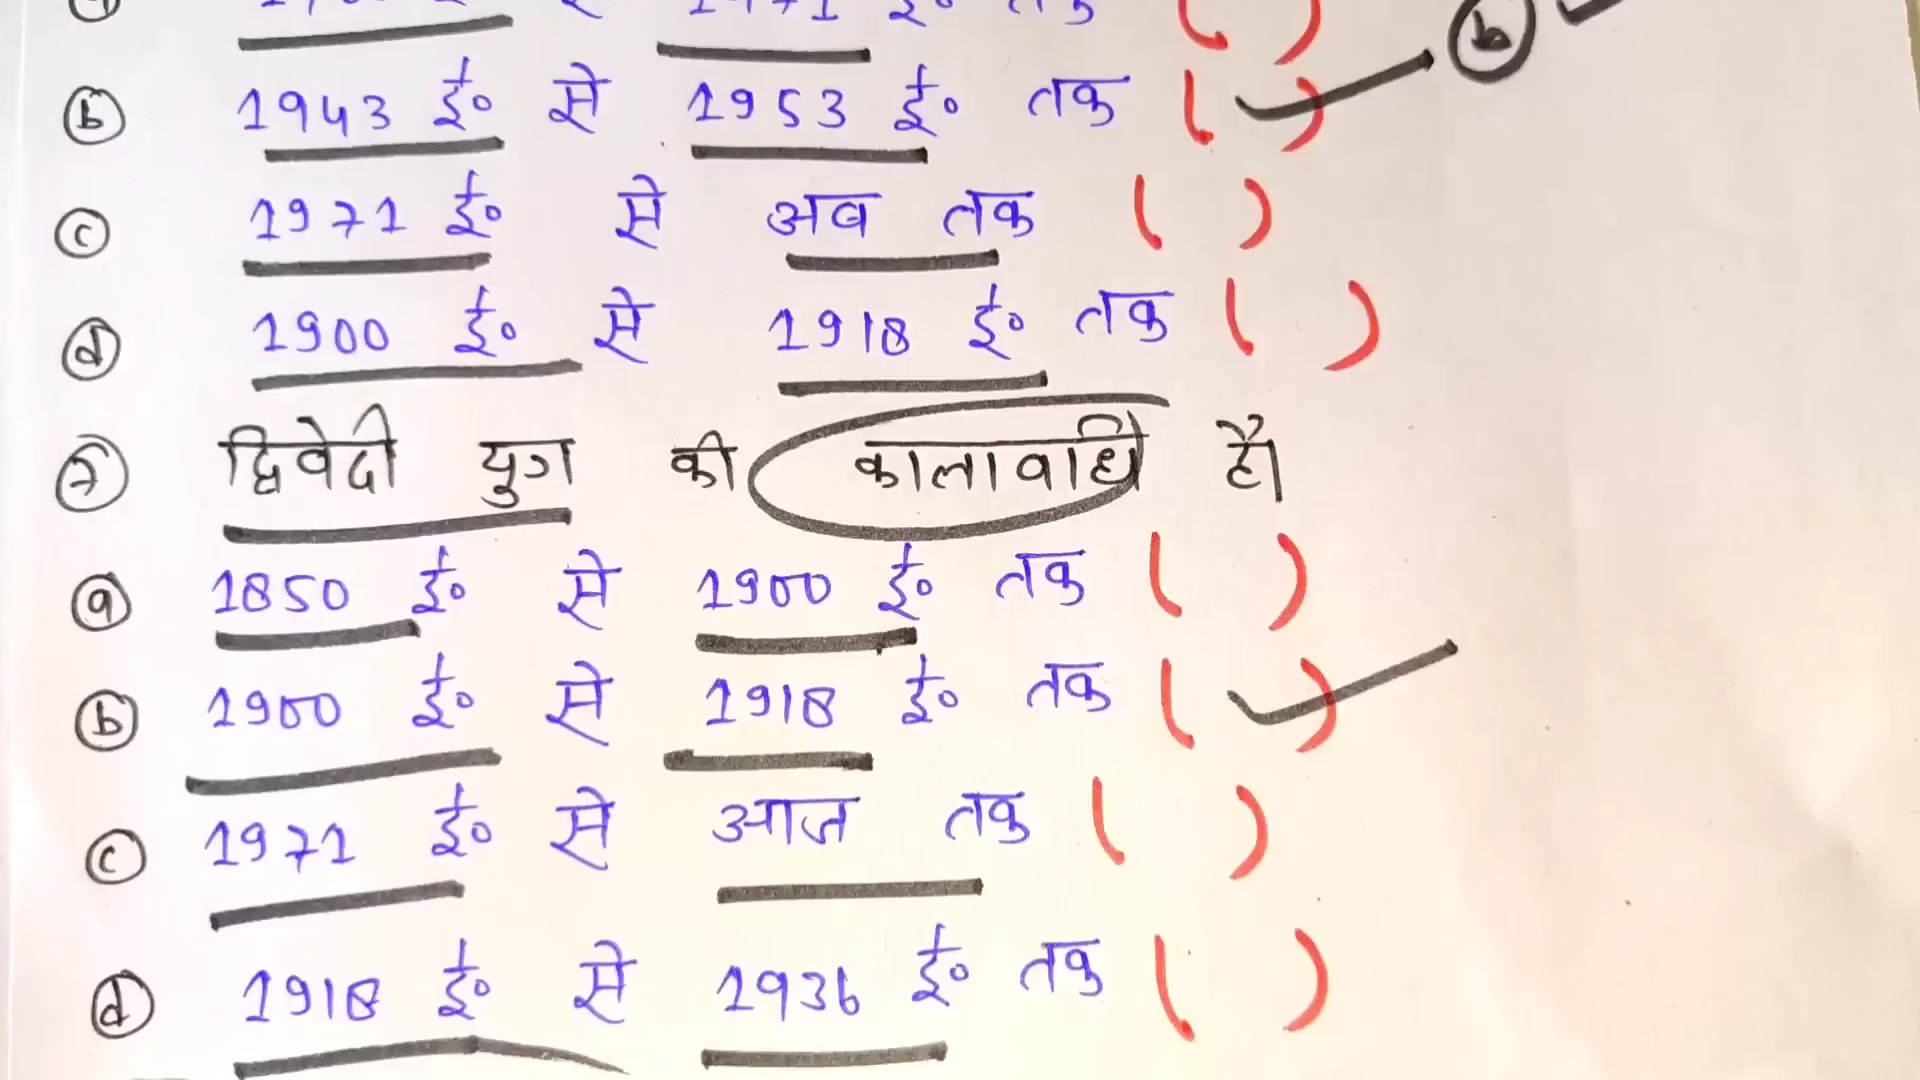 ⓑ 1943 ई० से 1953 ई० तक ( ) ⓑ
ⓒ 1971 ई० से अब तक ( )
ⓓ 1900 ई० से 1918 ई० तक ( )
द्विवेदी युग की कालावधि है।
ⓐ 1850 ई० से 1900 ई० तक ( )
ⓑ 1900 ई० से 1918 ई० तक ( )
ⓒ 1971 ई० से आज तक ( )
ⓓ 1918 ई० से 1936 ई० तक ( )